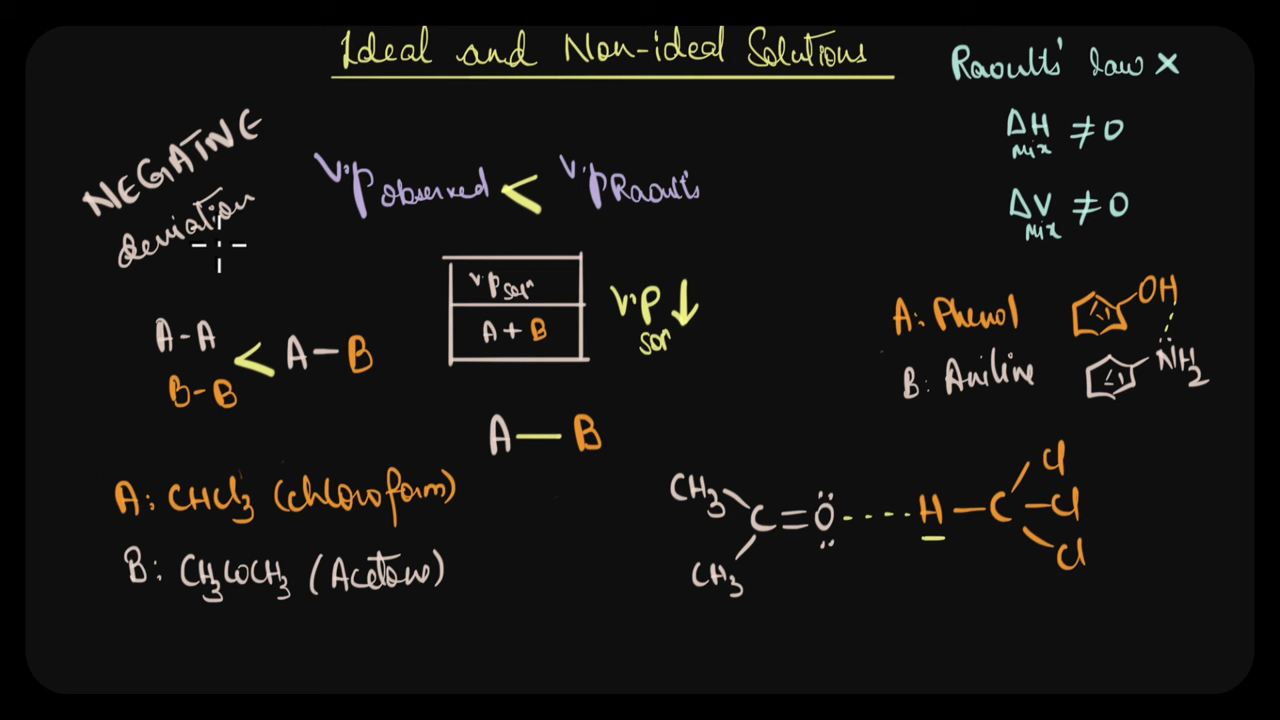 Ideal and Non-ideal Solutions
Raoult's law ×
ΔH mix ≠ 0
ΔV mix ≠ 0
NEGATIVE
deviation
v.p observed < v.p Raoult's
v.p soln
A + B
v.p soln ↓
A-A
B-B
< A-B
A — B
A: Phenol
OH
B: Aniline
NH2
A: CHCl3 (chloroform)
B: CH3COCH3 (Acetone)
CH3
CH3
C=O----H—C
Cl
Cl
Cl